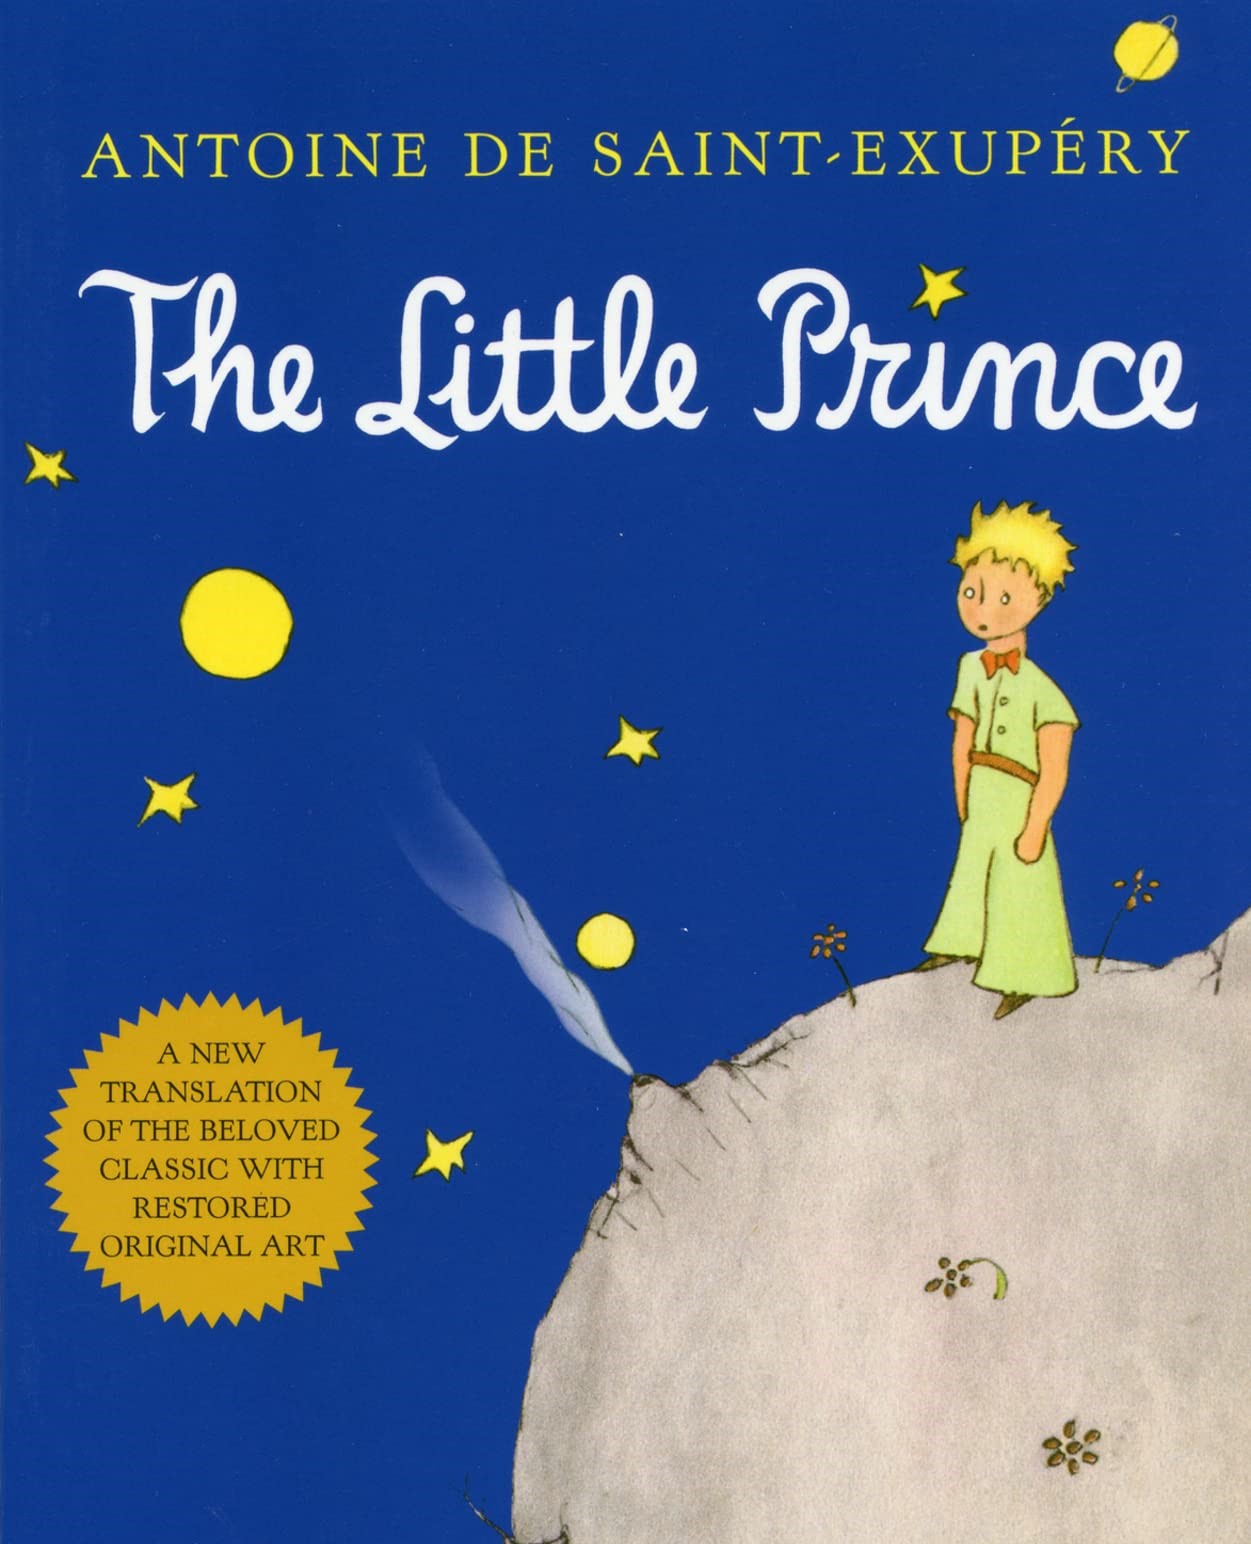 ANTOINE DE SAINT-EXUPÉRY
The Little Prince
A NEW
TRANSLATION
OF THE BELOVED
CLASSIC WITH
RESTORED
ORIGINAL ART